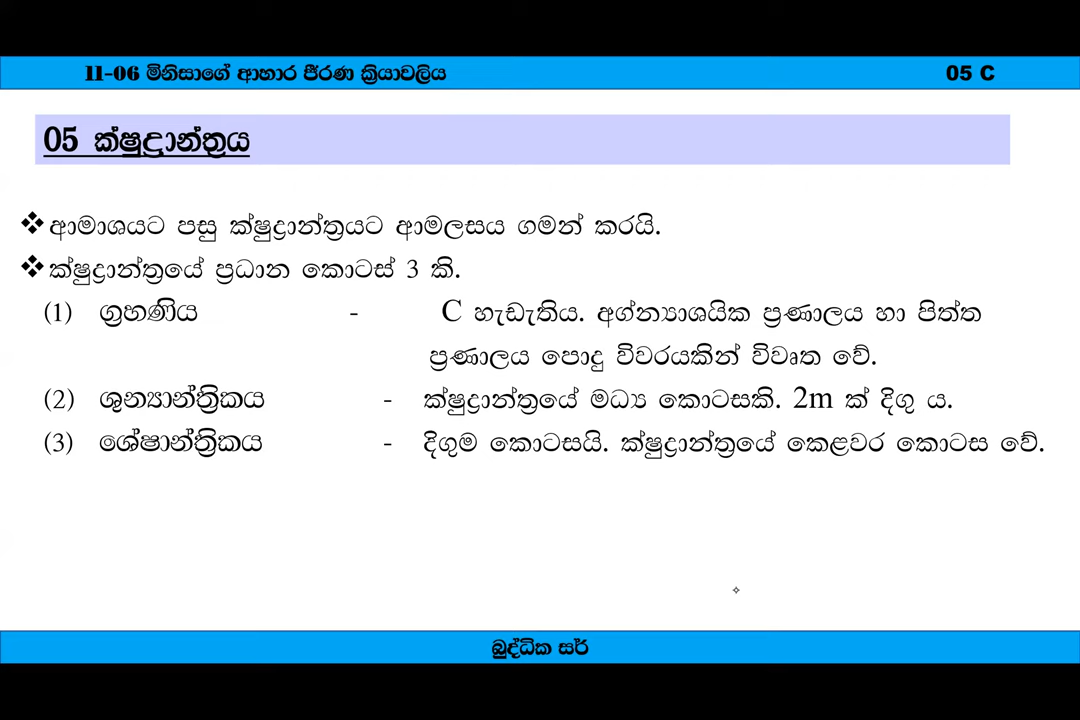 11-06 මිනිසාගේ ආහාර ජීරණ ක්‍රියාවලිය 05 C
05 ක්ෂුද්‍රාන්ත්‍රය
❖ ආමාශයට පසු ක්ෂුද්‍රාන්ත්‍රයට ආම්ලසය ගමන් කරයි.
❖ ක්ෂුද්‍රාන්ත්‍රයේ ප්‍රධාන කොටස් 3 කි.
(1) ග්‍රහණිය - C හැඩැතිය. අග්න්‍යාශයික ප්‍රණාලය හා පිත්ත
ප්‍රණාලය පොදු විවරයකින් විවෘත වේ.
(2) ශුන්‍යාන්ත්‍රිකය - ක්ෂුද්‍රාන්ත්‍රයේ මධ්‍ය කොටසකි. 2m ක් දිගු ය.
(3) ශේෂාන්ත්‍රිකය - දිගුම කොටසයි. ක්ෂුද්‍රාන්ත්‍රයේ කෙළවර කොටස වේ.
බුද්ධික සර්